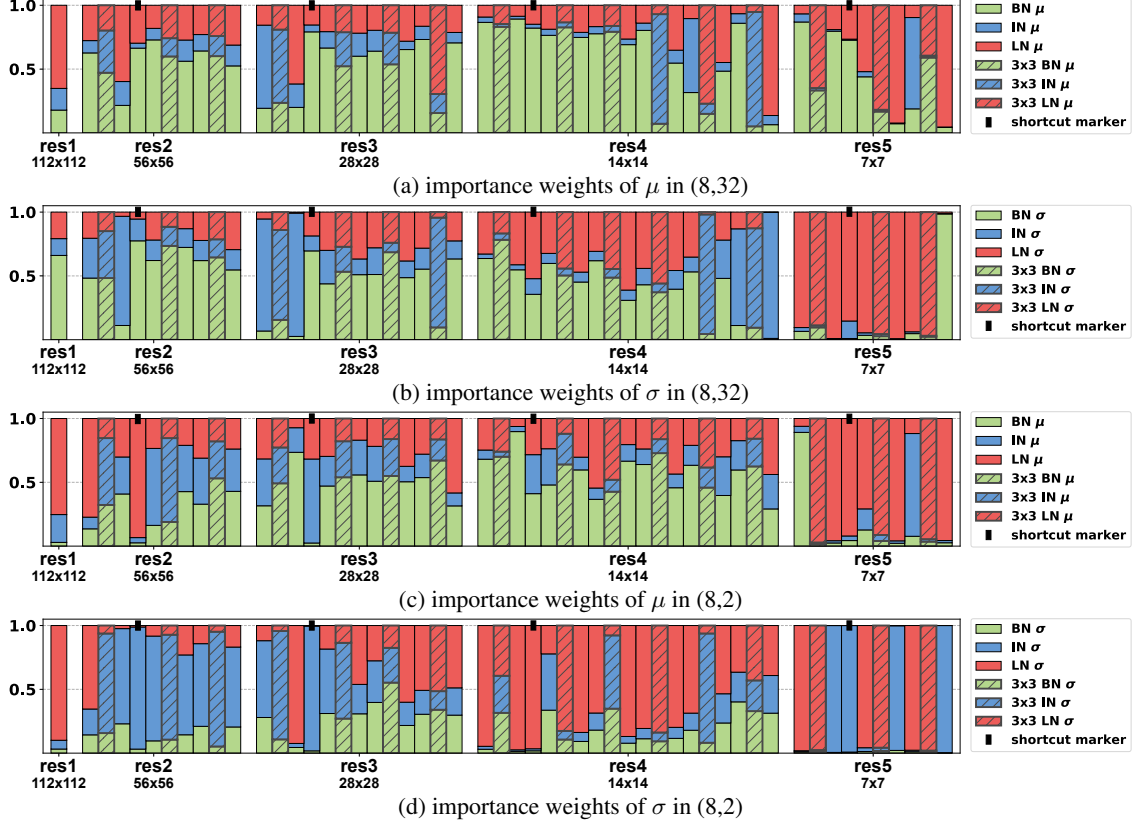 1.0
0.5
res1
112x112
res2
56x56
res3
28x28
res4
14x14
res5
7x7
BN μ
IN μ
LN μ
3x3 BN μ
3x3 IN μ
3x3 LN μ
shortcut marker
(a) importance weights of μ in (8,32)
1.0
0.5
res1
112x112
res2
56x56
res3
28x28
res4
14x14
res5
7x7
BN σ
IN σ
LN σ
3x3 BN σ
3x3 IN σ
3x3 LN σ
shortcut marker
(b) importance weights of σ in (8,32)
1.0
0.5
res1
112x112
res2
56x56
res3
28x28
res4
14x14
res5
7x7
BN μ
IN μ
LN μ
3x3 BN μ
3x3 IN μ
3x3 LN μ
shortcut marker
(c) importance weights of μ in (8,2)
1.0
0.5
res1
112x112
res2
56x56
res3
28x28
res4
14x14
res5
7x7
BN σ
IN σ
LN σ
3x3 BN σ
3x3 IN σ
3x3 LN σ
shortcut marker
(d) importance weights of σ in (8,2)